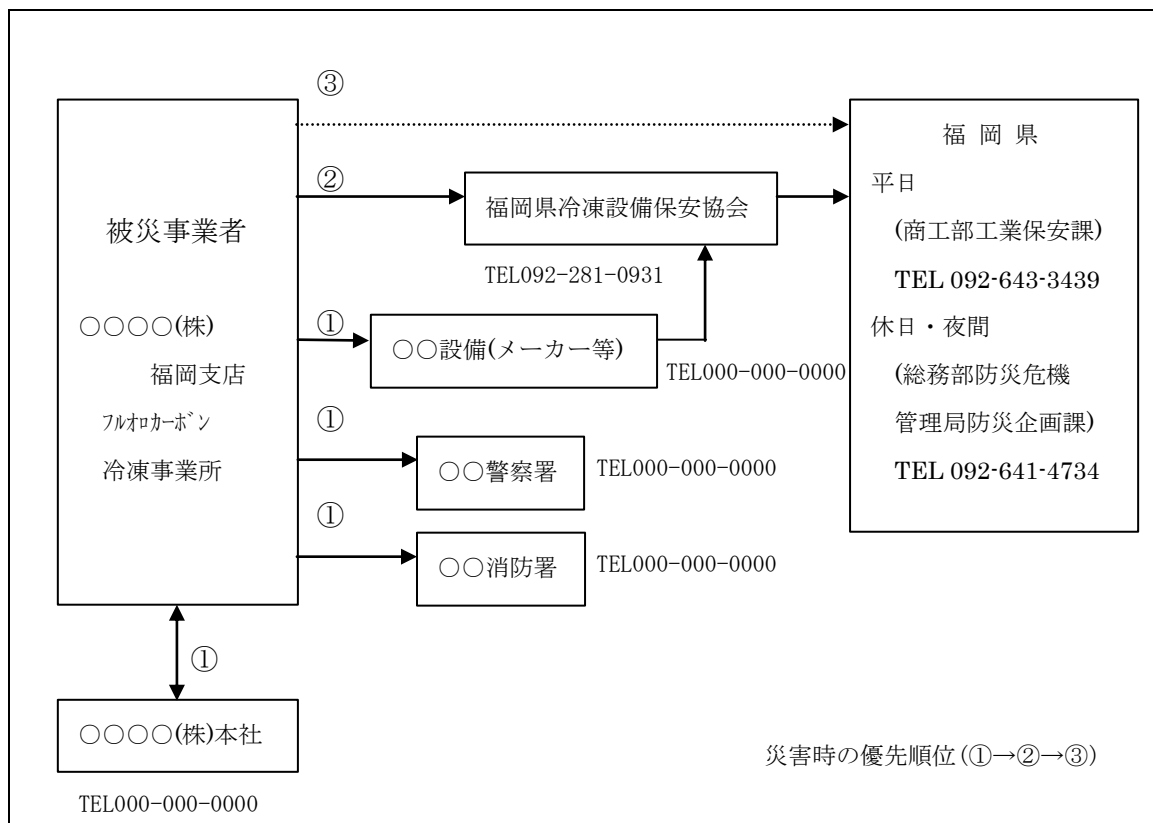 ③
②
①
①
①
被災事業者
○○○○(株)
福岡支店
ﾌﾙｵﾛｶｰﾎﾞﾝ
冷凍事業所
①
○○○○(株)本社
TEL000-000-0000
福岡県冷凍設備保安協会
TEL092-281-0931
○○設備(メーカー等)
TEL000-000-0000
○○警察署
TEL000-000-0000
○○消防署
TEL000-000-0000
福 岡 県
平日
(商工部工業保安課)
TEL 092-643-3439
休日・夜間
(総務部防災危機
管理局防災企画課)
TEL 092-641-4734
災害時の優先順位(①→②→③)